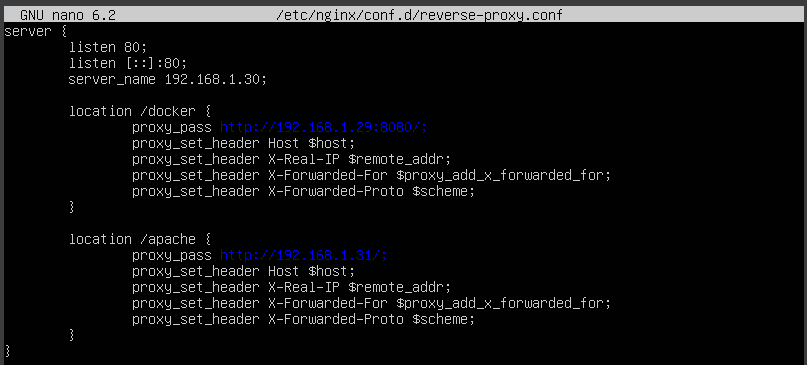 GNU nano 6.2 /etc/nginx/conf.d/reverse-proxy.conf
server {
listen 80;
listen [::]:80;
server_name 192.168.1.30;
location /docker {
proxy_pass http://192.168.1.29:8080/;
proxy_set_header Host $host;
proxy_set_header X-Real-IP $remote_addr;
proxy_set_header X-Forwarded-For $proxy_add_x_forwarded_for;
proxy_set_header X-Forwarded-Proto $scheme;
}
location /apache {
proxy_pass http://192.168.1.31/;
proxy_set_header Host $host;
proxy_set_header X-Real-IP $remote_addr;
proxy_set_header X-Forwarded-For $proxy_add_x_forwarded_for;
proxy_set_header X-Forwarded-Proto $scheme;
}
}